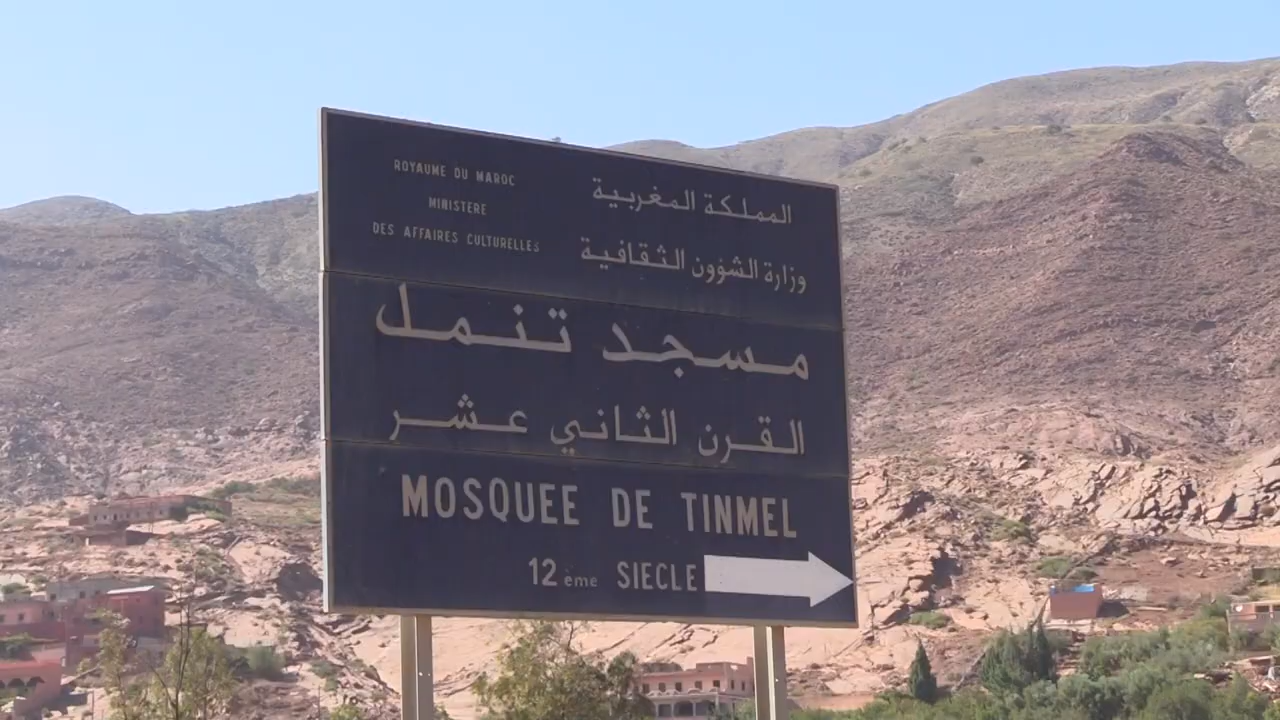 ROYAUME DU MAROC
MINISTERE
DES AFFAIRES CULTURELLES
المملكة المغربية
وزارة الشؤون الثقافية
مسجد تنمل
القرن الثاني عشر
MOSQUEE DE TINMEL
12 ème SIECLE